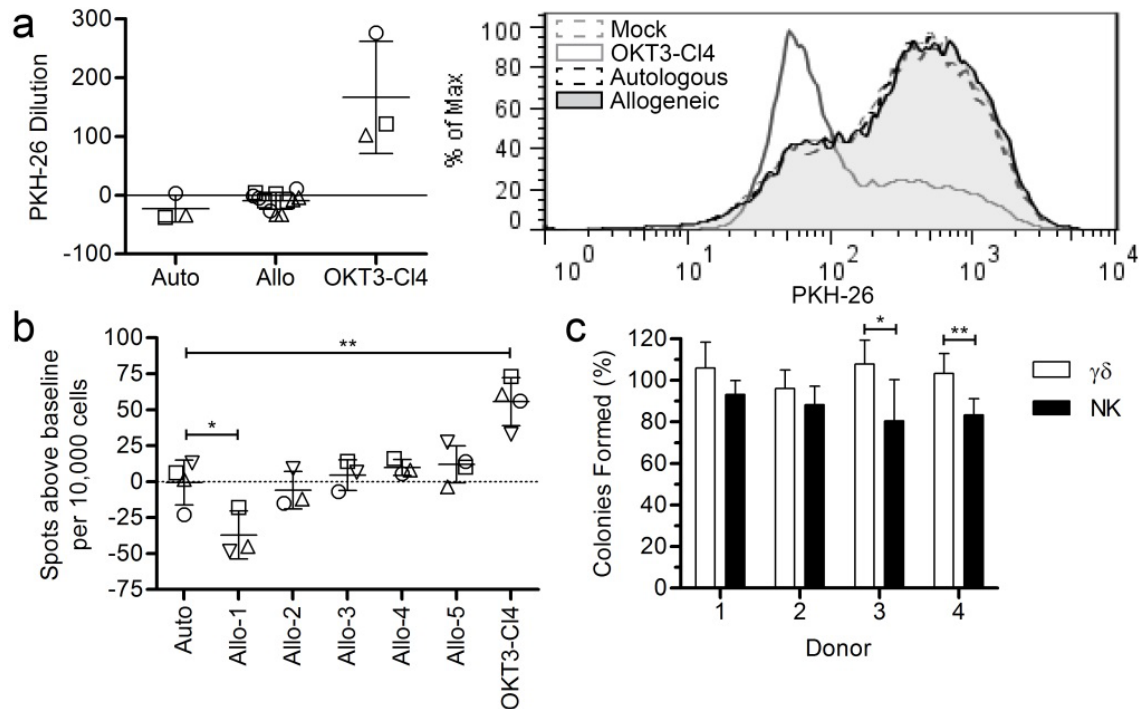 a
300
200
100
0
-100
PKH-26 Dilution
Auto
Allo
OKT3-Cl4
100
80
60
40
20
0
% of Max
Mock
OKT3-Cl4
Autologous
Allogeneic
10^0
10^1
10^2
10^3
10^4
PKH-26
b
100
75
50
25
0
-25
-50
-75
Spots above baseline
per 10,000 cells
**
*
Auto
Allo-1
Allo-2
Allo-3
Allo-4
Allo-5
OKT3-Cl4
c
120
100
80
60
40
20
0
Colonies Formed (%)
*
**
γδ
NK
1
2
3
4
Donor